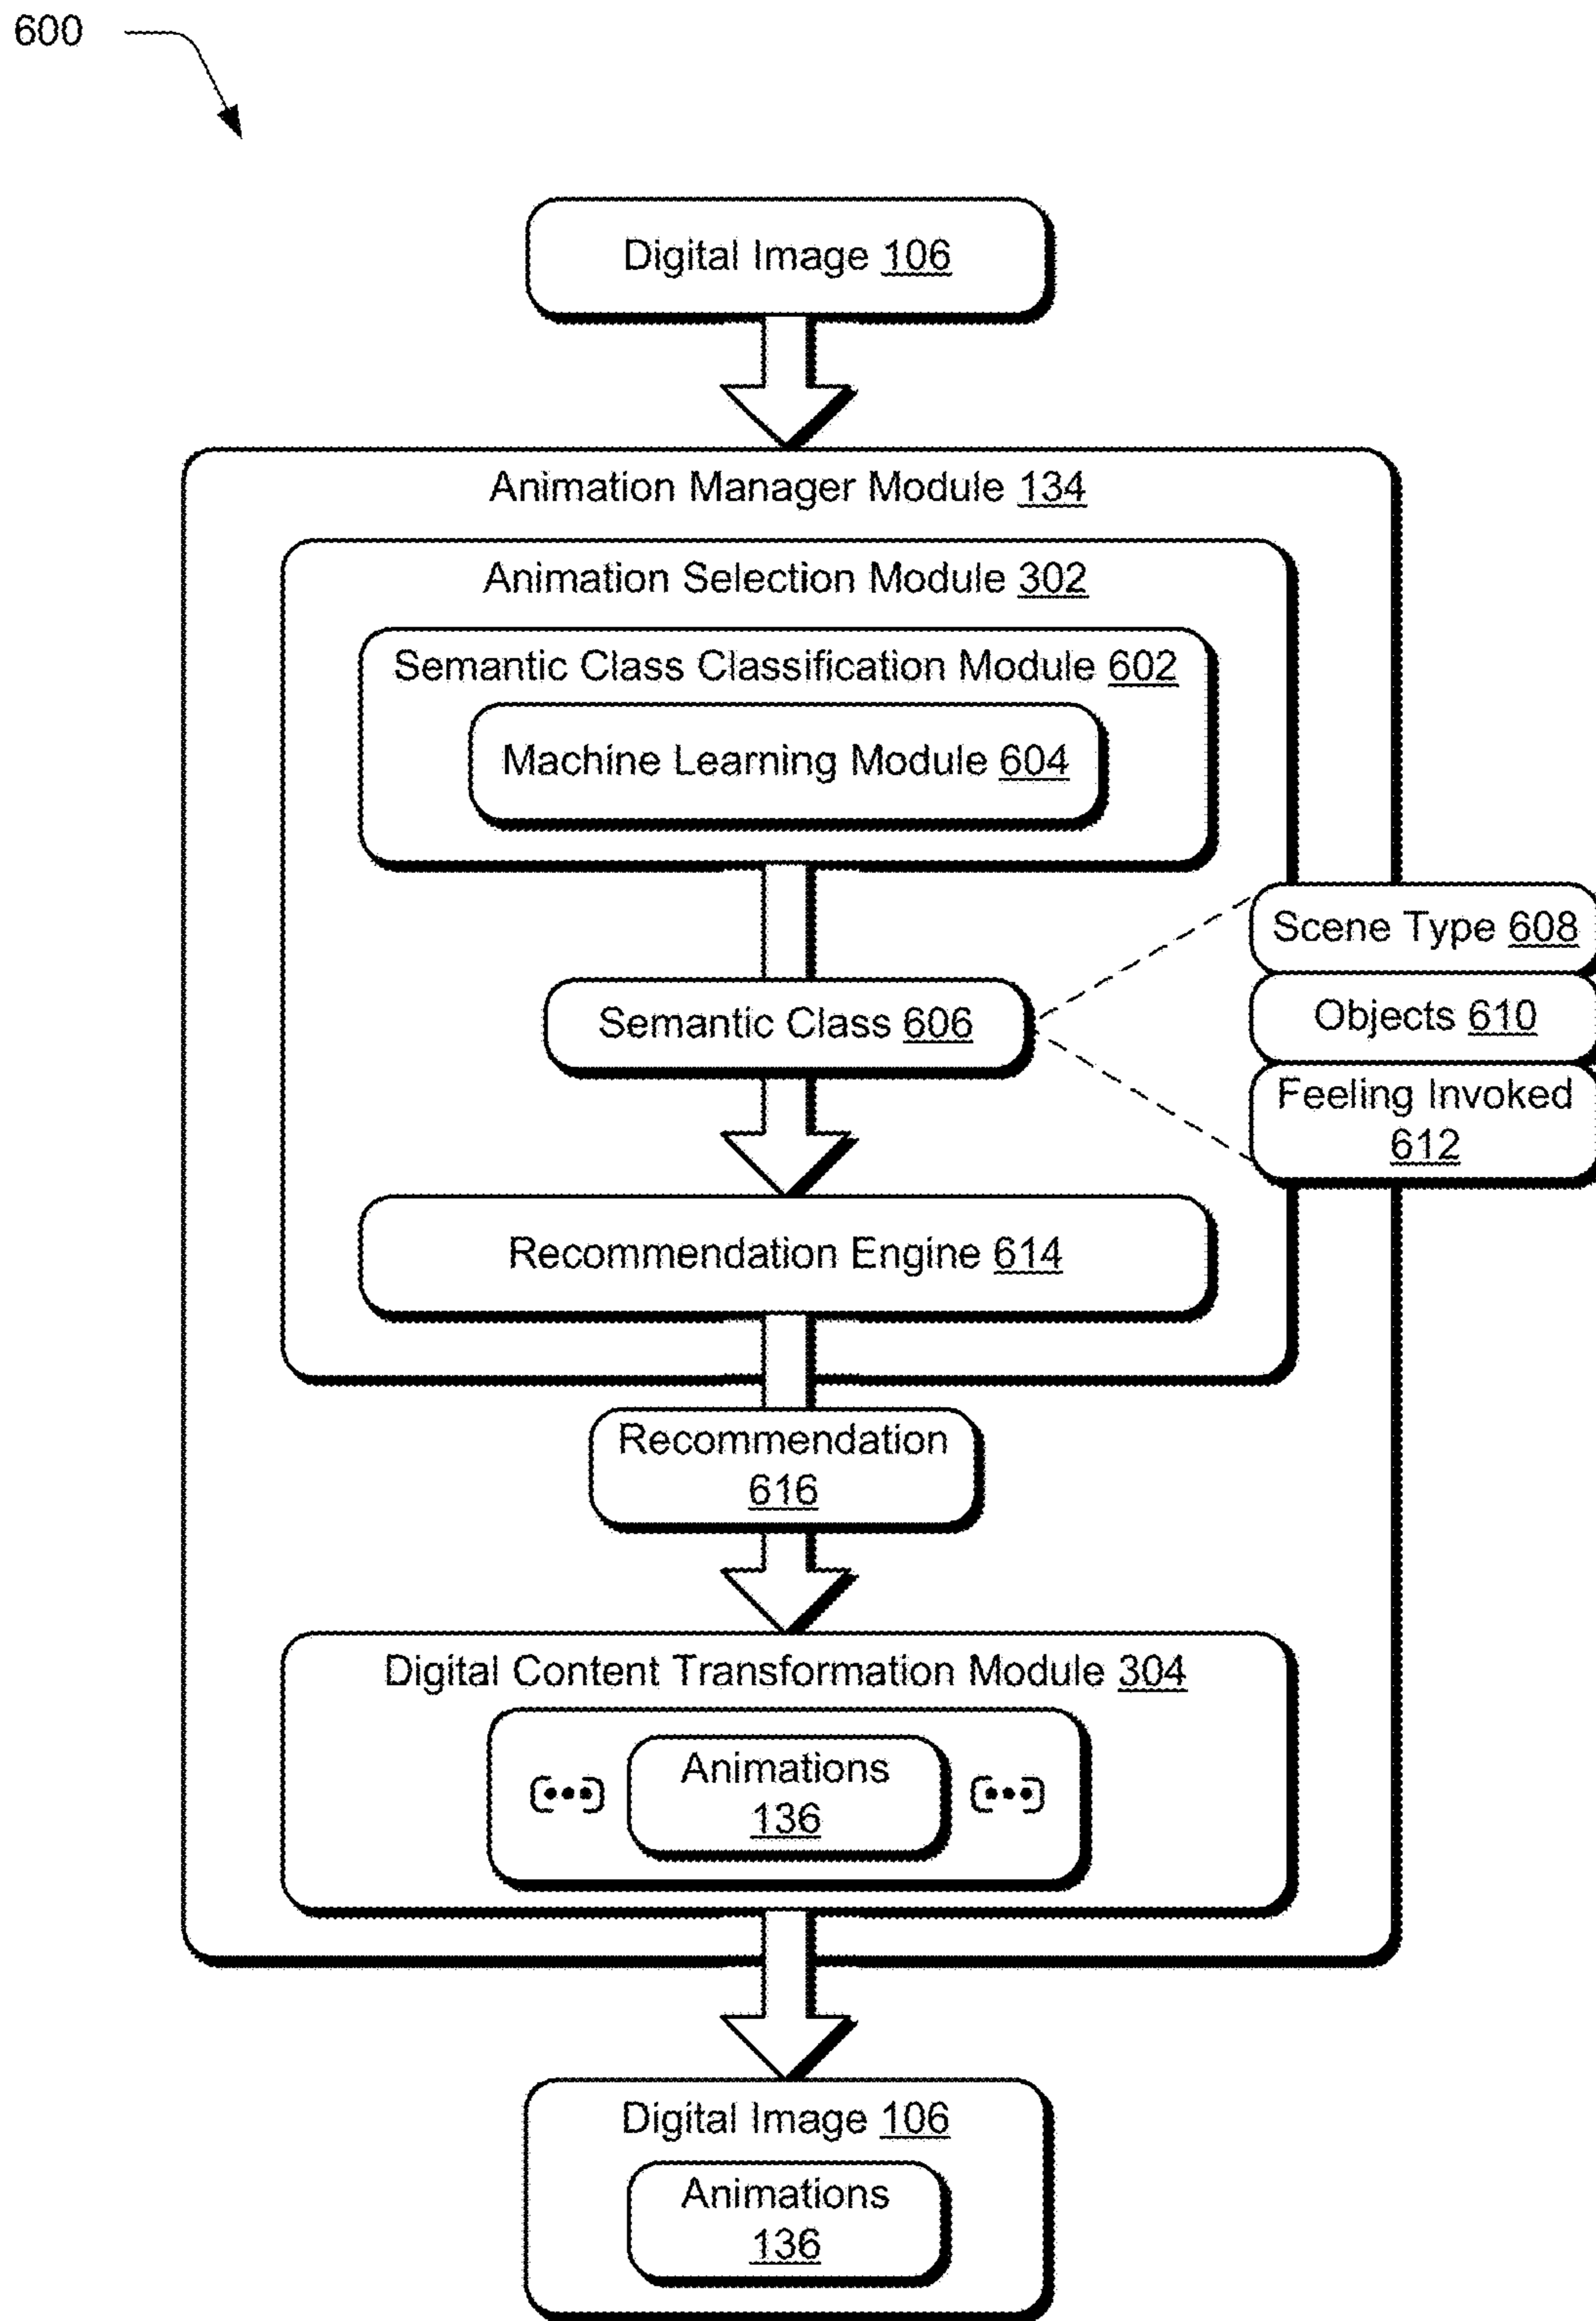 600
Digital Image 106
Animation Manager Module 134
Animation Selection Module 302
Semantic Class Classification Module 602
Machine Learning Module 604
Scene Type 608
Semantic Class 606
Objects 610
Feeling Invoked
612
Recommendation Engine 614
Recommendation
616
Digital Content Transformation Module 304
Animations
136
Digital Image 106
Animations
136